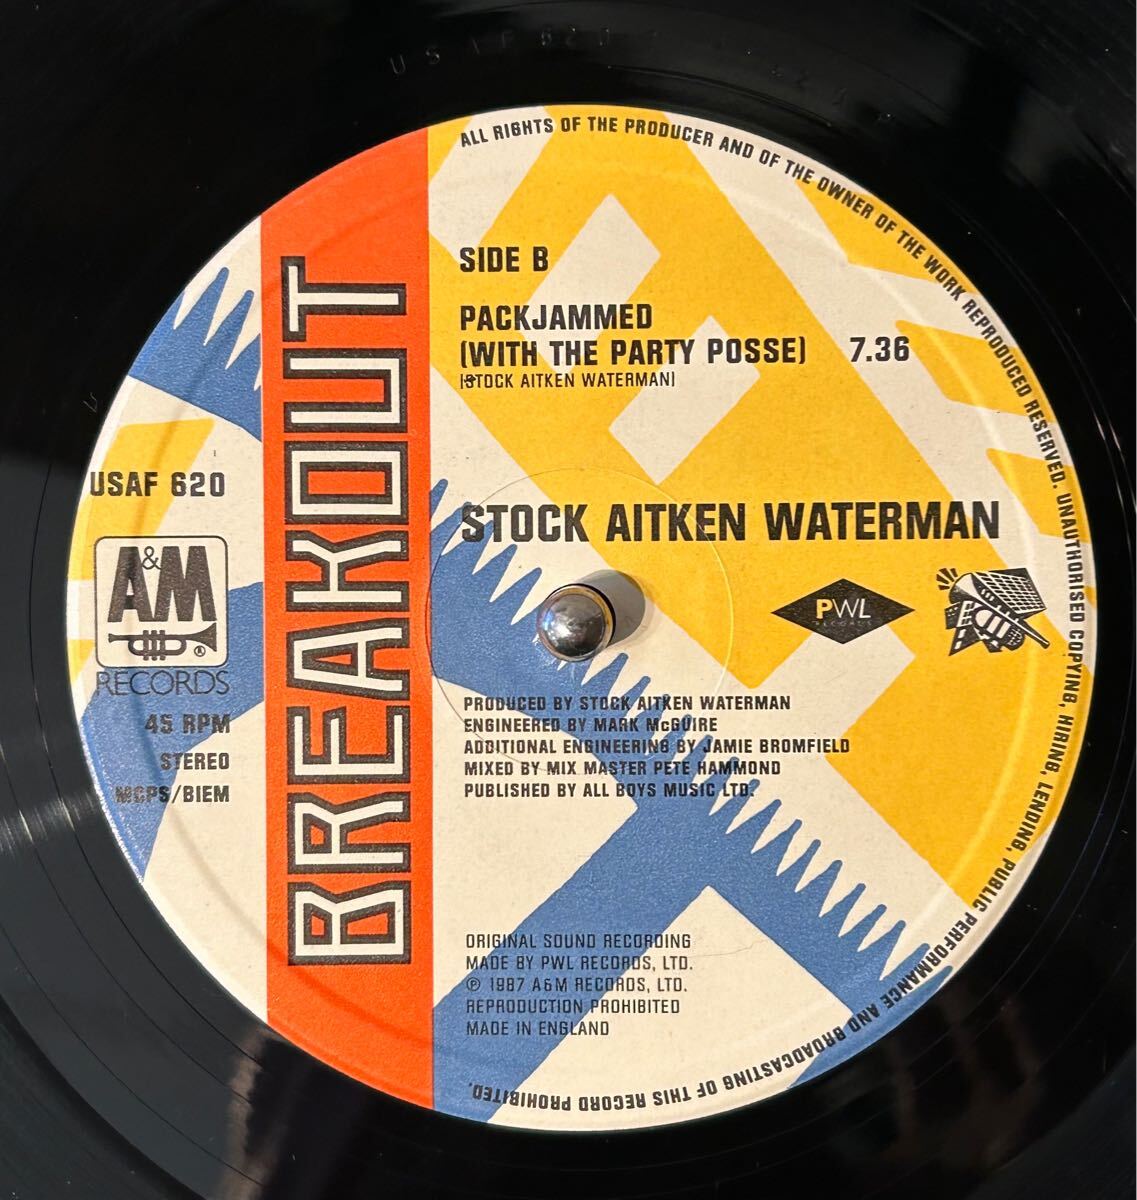 USAF 620
ALL RIGHTS OF THE PRODUCER AND OF THE OWNER OF THE WORK REPRODUCED RESERVED. UNAUTHORISED COPYING, HIRING, LENDING, PUBLIC PERFORMANCE AND BROADCASTING OF THIS RECORD PROHIBITED.
SIDE B
PACKJAMMED
(WITH THE PARTY POSSE) 7.36
(STOCK AITKEN WATERMAN)
USAF 620
A&M
®
RECORDS
45 RPM
STEREO
MCPS/BIEM
BREAKOUT
STOCK AITKEN WATERMAN
PWL
RECORDS
PRODUCED BY STOCK AITKEN WATERMAN
ENGINEERED BY MARK McGUIRE
ADDITIONAL ENGINEERING BY JAMIE BROMFIELD
MIXED BY MIX MASTER PETE HAMMOND
PUBLISHED BY ALL BOYS MUSIC LTD.
ORIGINAL SOUND RECORDING
MADE BY PWL RECORDS, LTD.
℗ 1987 A&M RECORDS, LTD.
REPRODUCTION PROHIBITED
MADE IN ENGLAND